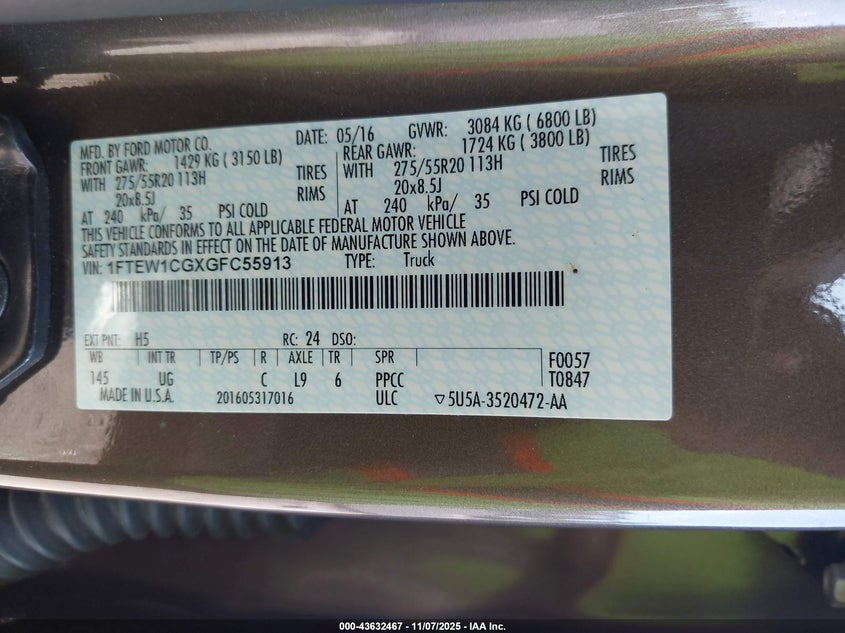 MFD. BY FORD MOTOR CO. DATE: 05/16 GVWR: 3084 KG ( 6800 LB)
FRONT GAWR: 1429 KG ( 3150 LB) REAR GAWR: 1724 KG ( 3800 LB)
WITH 275/55R20 113H TIRES 275/55R20 113H TIRES
20x8.5J RIMS WITH 20x8.5J RIMS
AT 240 kPa/ 35 PSI COLD AT 240 kPa/ 35 PSI COLD
THIS VEHICLE CONFORMS TO ALL APPLICABLE FEDERAL MOTOR VEHICLE
SAFETY STANDARDS IN EFFECT ON THE DATE OF MANUFACTURE SHOWN ABOVE.
VIN: 1FTEW1CGXGFC55913 TYPE: Truck
EXT PNT: H5 RC: 24 DSO:
WB INT TR TP/PS R AXLE TR SPR F0057
145 UG C L9 6 PPCC T0847
MADE IN U.S.A. 201605317016 ULC ▽5U5A-3520472-AA
000-43632467 - 11/07/2025 - IAA Inc.